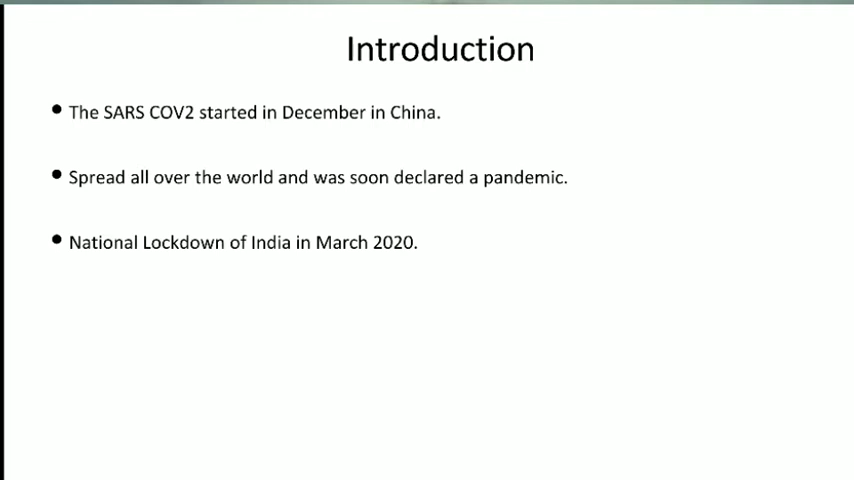 Introduction
• The SARS COV2 started in December in China.
• Spread all over the world and was soon declared a pandemic.
• National Lockdown of India in March 2020.